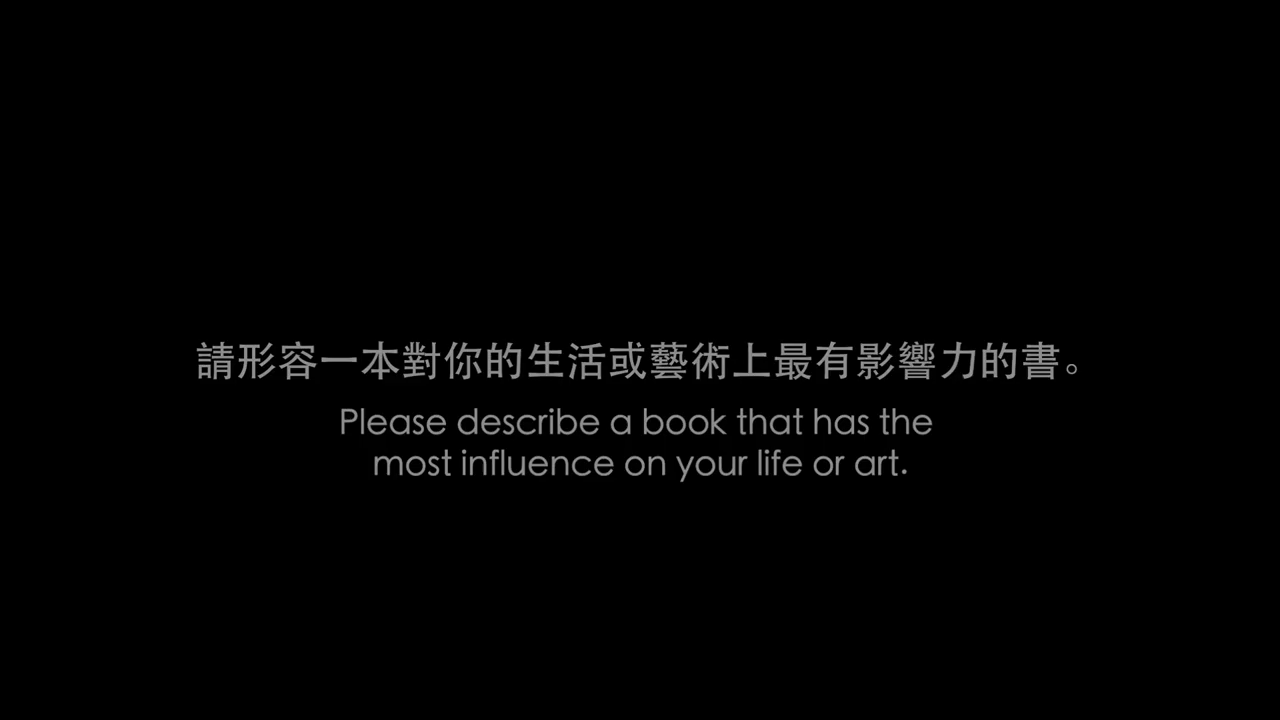 請形容一本對你的生活或藝術上最有影響力的書。
Please describe a book that has the
most influence on your life or art.